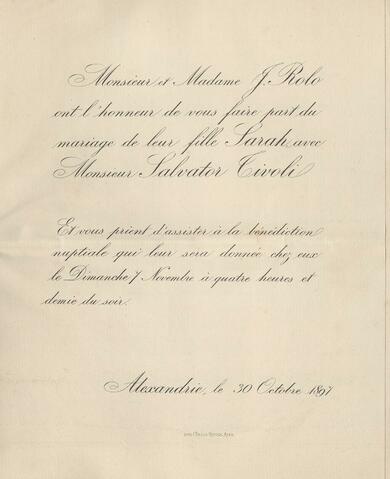 Monsieur et Madame J. Rolo
ont l'honneur de vous faire part du
mariage de leur fille Sarah, avec
Monsieur Salvator Tivoli
Et vous prient d'assister à la bénédiction
nuptiale qui leur sera donnée chez eux
le Dimanche 7 Novembre à quatre heures et
demie du soir.
Alexandrie, le 30 Octobre 1897